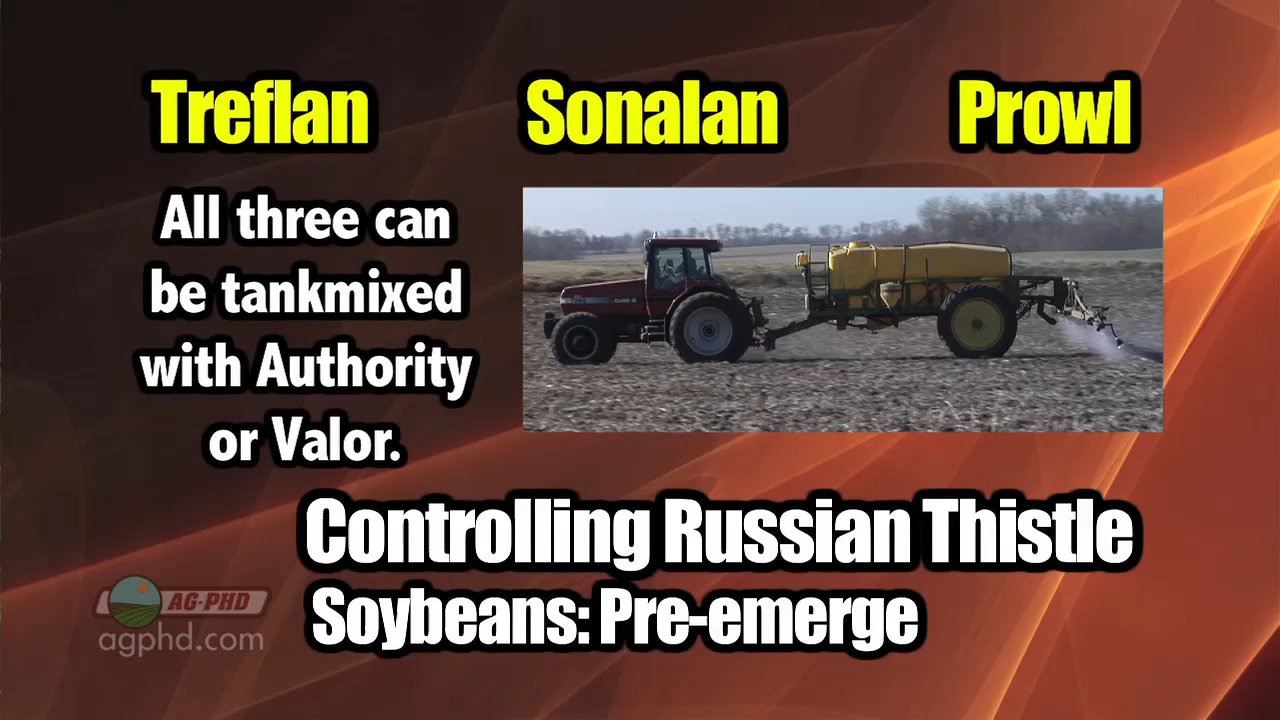 Treflan Sonalan Prowl
All three can
be tankmixed
with Authority
or Valor.
Controlling Russian Thistle
Soybeans: Pre-emerge
AG-PHD
agphd.com